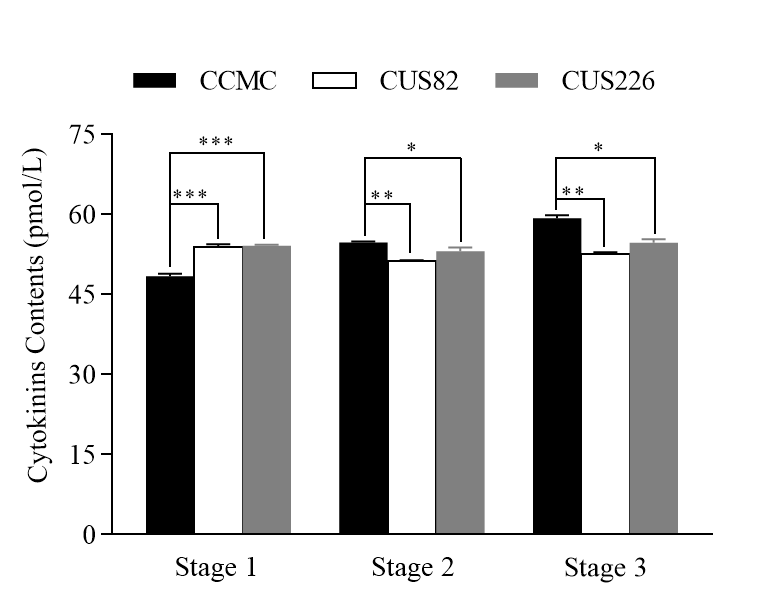 CCMC CUS82 CUS226
Cytokinins Contents (pmol/L)
75
60
45
30
15
0
*** *** * ** * **
Stage 1 Stage 2 Stage 3